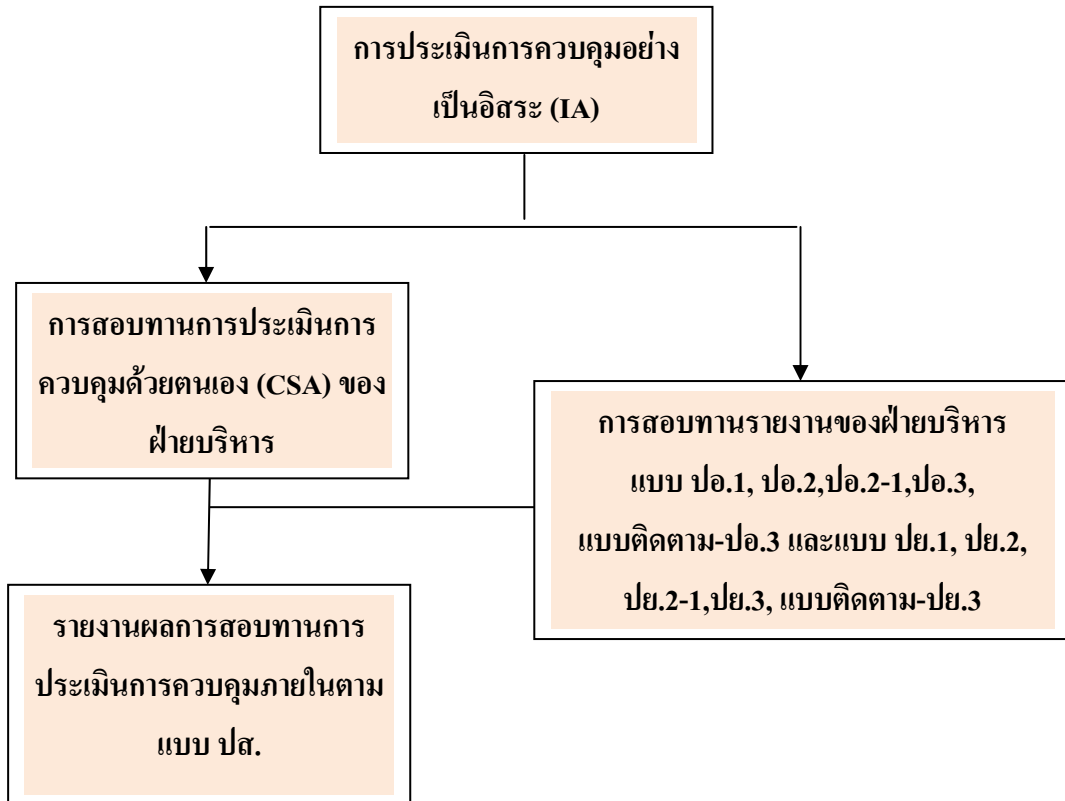 การประเมินการควบคุมอย่าง
เป็นอิสระ (IA)
การสอบทานการประเมินการ
ควบคุมด้วยตนเอง (CSA) ของ
ฝ่ายบริหาร
การสอบทานรายงานของฝ่ายบริหาร
แบบ ปอ.1, ปอ.2,ปอ.2-1,ปอ.3,
แบบติดตาม-ปอ.3 และแบบ ปย.1, ปย.2,
ปย.2-1,ปย.3, แบบติดตาม-ปย.3
รายงานผลการสอบทานการ
ประเมินการควบคุมภายในตาม
แบบ ปส.